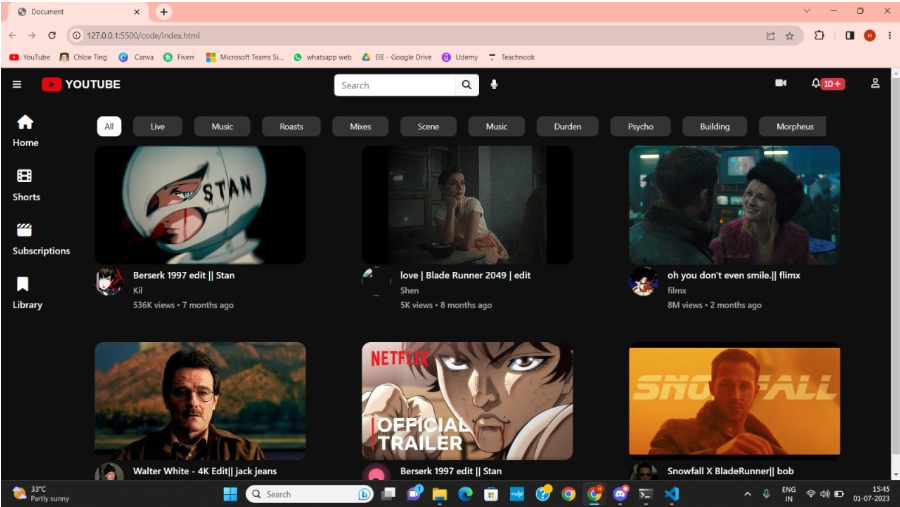 Document
127.0.0.1:5500/code/index.html
YouTube Chloe Ting Canva Fiverr Microsoft Teams Si... whatsapp web EIE - Google Drive Udemy Teachnook
YOUTUBE
Search
10+
All Live Music Roasts Mixes Scene Music Durden Psycho Building Morpheus
Home
Shorts
Subscriptions
Library
STAN
Berserk 1997 edit || Stan
Kil
536K views • 7 months ago
love | Blade Runner 2049 | edit
Shen
5K views • 8 months ago
oh you don't even smile.|| flimx
filmx
8M views • 2 months ago
NETFLIX
OFFICIAL
TRAILER
SNOWFALL
Walter White - 4K Edit|| jack jeans
Berserk 1997 edit || Stan
Snowfall X BladeRunner|| bob
33°C
Partly sunny
Search
ENG
IN
15:45
01-07-2023